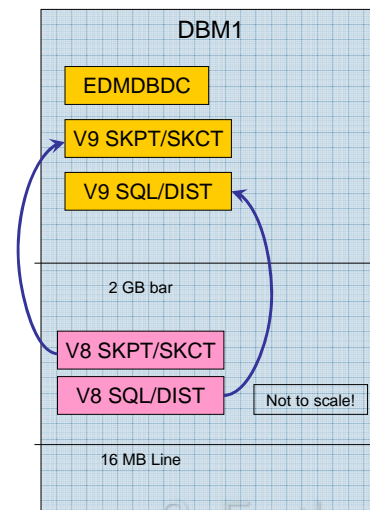 DBM1
EDMDBDC
V9 SKPT/SKCT
V9 SQL/DIST
2 GB bar
V8 SKPT/SKCT
V8 SQL/DIST
Not to scale!
16 MB Line